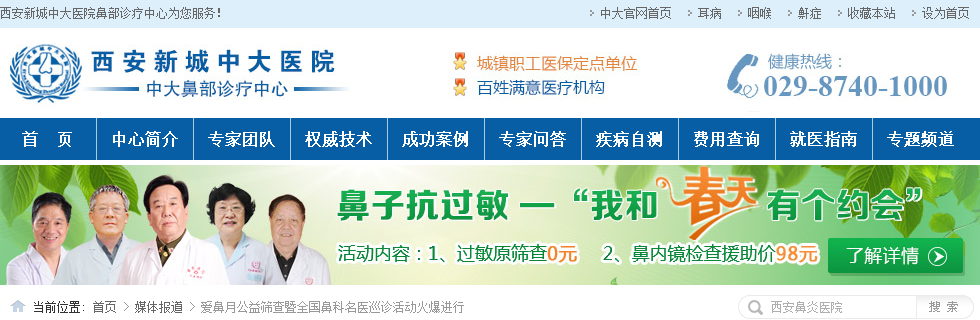 西安新城中大医院鼻部诊疗中心为您服务！
中大官网首页 耳病 咽喉 鼾症 收藏本站 设为首页
西安新城中大医院
中大鼻部诊疗中心
城镇职工医保定点单位
百姓满意医疗机构
健康热线：
029-8740-1000
首 页 中心简介 专家团队 权威技术 成功案例 专家问答 疾病自测 费用查询 就医指南 专题频道
鼻子抗过敏 —“我和春天有个约会”
活动内容：1、过敏原筛查0元 2、鼻内镜检查援助价98元
了解详情
当前位置：首页 > 媒体报道 > 爱鼻月公益筛查暨全国鼻科名医巡诊活动火爆进行
西安鼻炎医院 搜 索